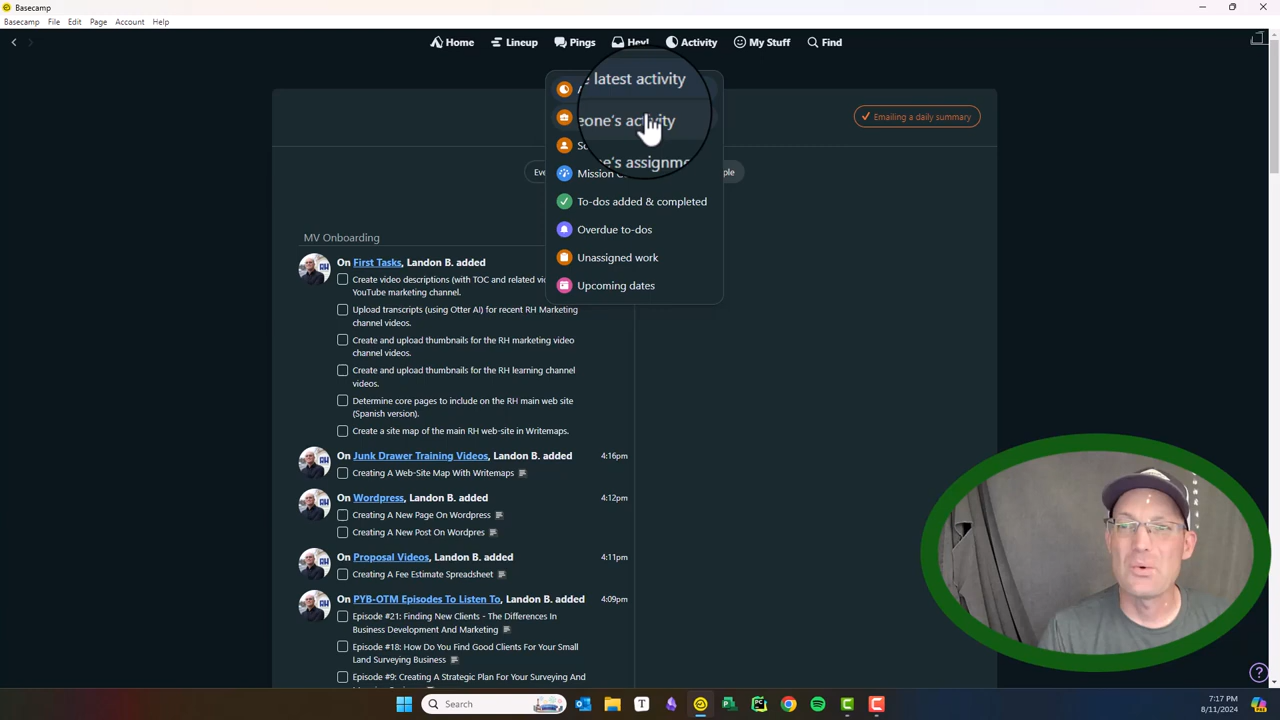 Basecamp
Basecamp File Edit Page Account Help
Home Lineup Pings Hey! Activity My Stuff Find
latest activity
eone's activity
e's assignme
Mission C
To-dos added & completed
Overdue to-dos
Unassigned work
Upcoming dates
Emailing a daily summary
MV Onboarding
On First Tasks, Landon B. added
Create video descriptions (with TOC and related vi
YouTube marketing channel.
Upload transcripts (using Otter AI) for recent RH Marketing
channel videos.
Create and upload thumbnails for the RH marketing video
channel videos.
Create and upload thumbnails for the RH learning channel
videos.
Determine core pages to include on the RH main web site
(Spanish version).
Create a site map of the main RH web-site in Writemaps.
On Junk Drawer Training Videos, Landon B. added 4:16pm
Creating A Web-Site Map With Writemaps
On Wordpress, Landon B. added 4:12pm
Creating A New Page On Wordpress
Creating A New Post On Wordpres
On Proposal Videos, Landon B. added 4:11pm
Creating A Fee Estimate Spreadsheet
On PYB-OTM Episodes To Listen To, Landon B. added 4:09pm
Episode #21: Finding New Clients - The Differences In
Business Development And Marketing
Episode #18: How Do You Find Good Clients For Your Small
Land Surveying Business
Episode #9: Creating A Strategic Plan For Your Surveying And
Search
7:17 PM
8/11/2024